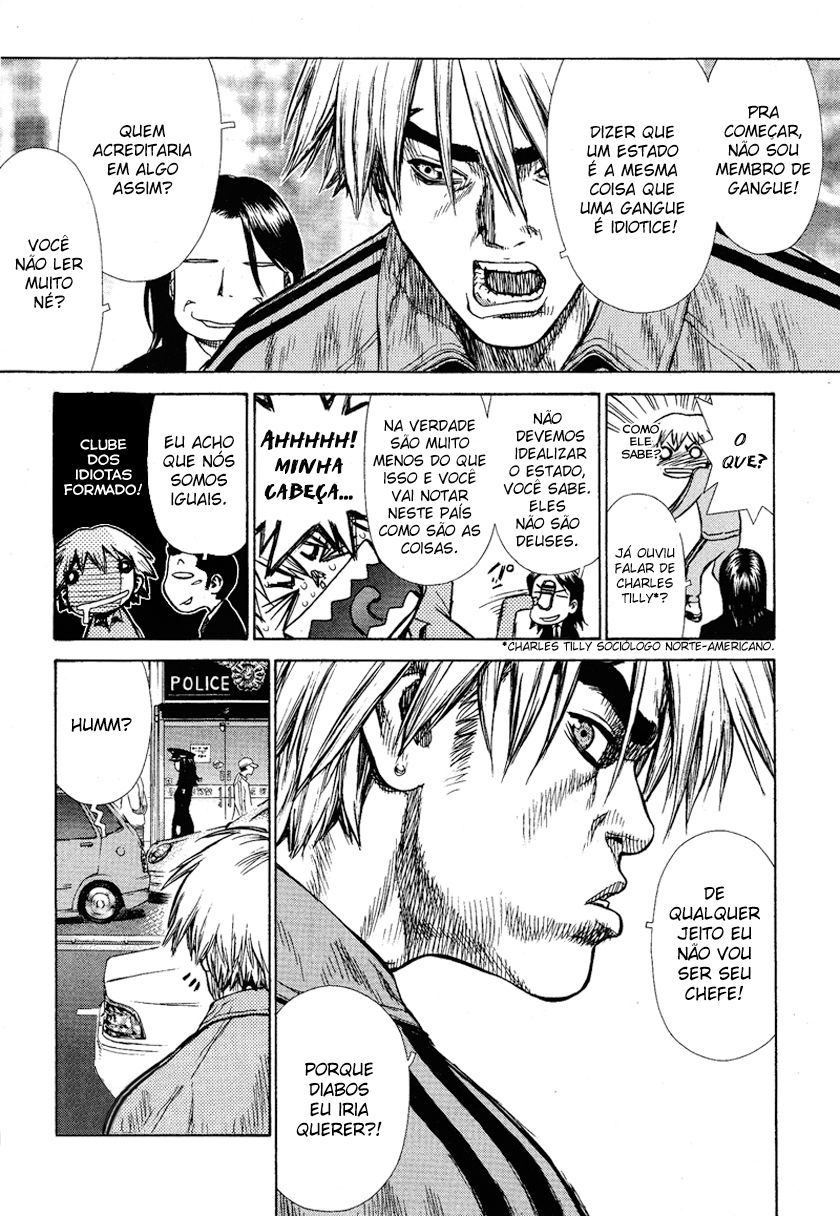 PRA
COMEÇAR,
NÃO SOU
MEMBRO DE
GANGUE!
DIZER QUE
UM ESTADO
É A MESMA
COISA QUE
UMA GANGUE
É IDIOTICE!
QUEM
ACREDITARIA
EM ALGO
ASSIM?
VOCÊ
NÃO LER
MUITO
NÉ?
O
QUE?
COMO
ELE
SABE?
JÁ OUVIU
FALAR DE
CHARLES
TILLY*?
*CHARLES TILLY SOCIÓLOGO NORTE-AMERICANO.
NÃO
DEVEMOS
IDEALIZAR
O ESTADO,
VOCÊ SABE.
ELES
NÃO SÃO
DEUSES.
NA VERDADE
SÃO MUITO
MENOS DO QUE
ISSO E VOCÊ
VAI NOTAR
NESTE PAÍS
COMO SÃO AS
COISAS.
AHHHHH!
MINHA
CABEÇA...
EU ACHO
QUE NÓS
SOMOS
IGUAIS.
CLUBE
DOS
IDIOTAS
FORMADO!
DE
QUALQUER
JEITO EU
NÃO VOU
SER SEU
CHEFE!
PORQUE
DIABOS
EU IRIA
QUERER?!
HUMM?
POLICE